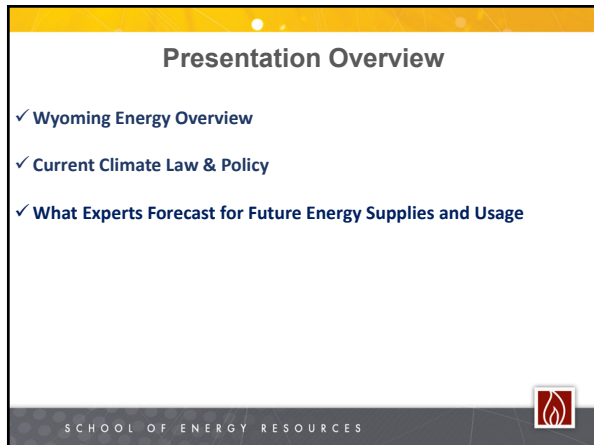 Presentation Overview
✓ Wyoming Energy Overview
✓ Current Climate Law & Policy
✓ What Experts Forecast for Future Energy Supplies and Usage
SCHOOL OF ENERGY RESOURCES